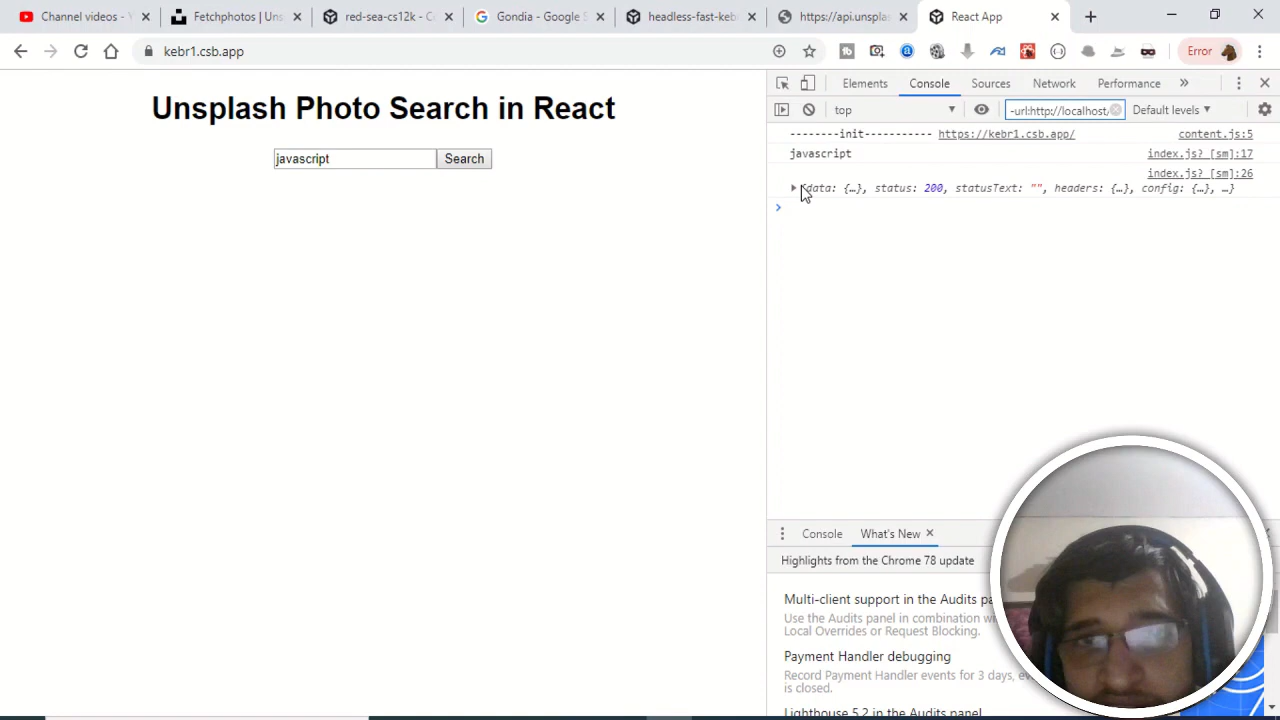 Channel videos - Y
Fetchphotos | Uns
red-sea-cs12k - C
Gondia - Google S
headless-fast-keb
https://api.unspla
React App
kebr1.csb.app
Error
Elements
Console
Sources
Network
Performance
»
top
-url:http://localhost/
Default levels
Unsplash Photo Search in React
javascript
Search
--------init----------- https://kebr1.csb.app/
content.js:5
javascript
index.js? [sm]:17
index.js? [sm]:26
{data: {…}, status: 200, statusText: "", headers: {…}, config: {…}, …}
Console
What's New
Highlights from the Chrome 78 update
Multi-client support in the Audits pa
Use the Audits panel in combination wi
Local Overrides or Request Blocking.
Payment Handler debugging
Record Payment Handler events for 3 days, eve
is closed.
Lighthouse 5.2 in the Audits panel